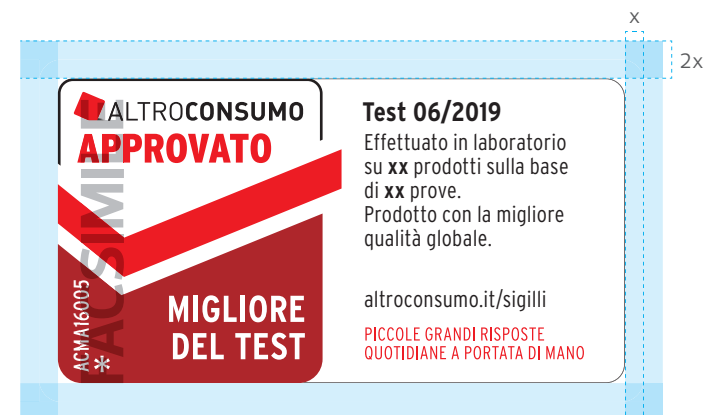 x
2x
ALTROCONSUMO
APPROVATO
MIGLIORE
DEL TEST
ACMA16005
*FACSIMILE
Test 06/2019
Effettuato in laboratorio
su xx prodotti sulla base
di xx prove.
Prodotto con la migliore
qualità globale.
altroconsumo.it/sigilli
PICCOLE GRANDI RISPOSTE
QUOTIDIANE A PORTATA DI MANO